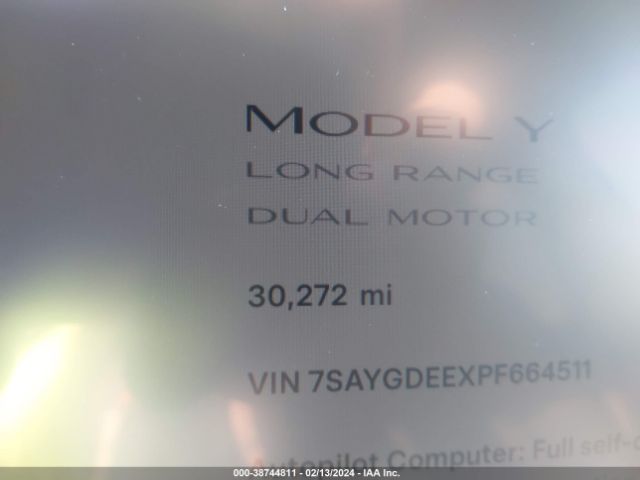 MODEL Y
LONG RANGE
DUAL MOTOR
30,272 mi
VIN 7SAYGDEEXPF664511
Autopilot Computer: Full self-d
000-38744811 - 02/13/2024 - IAA Inc.